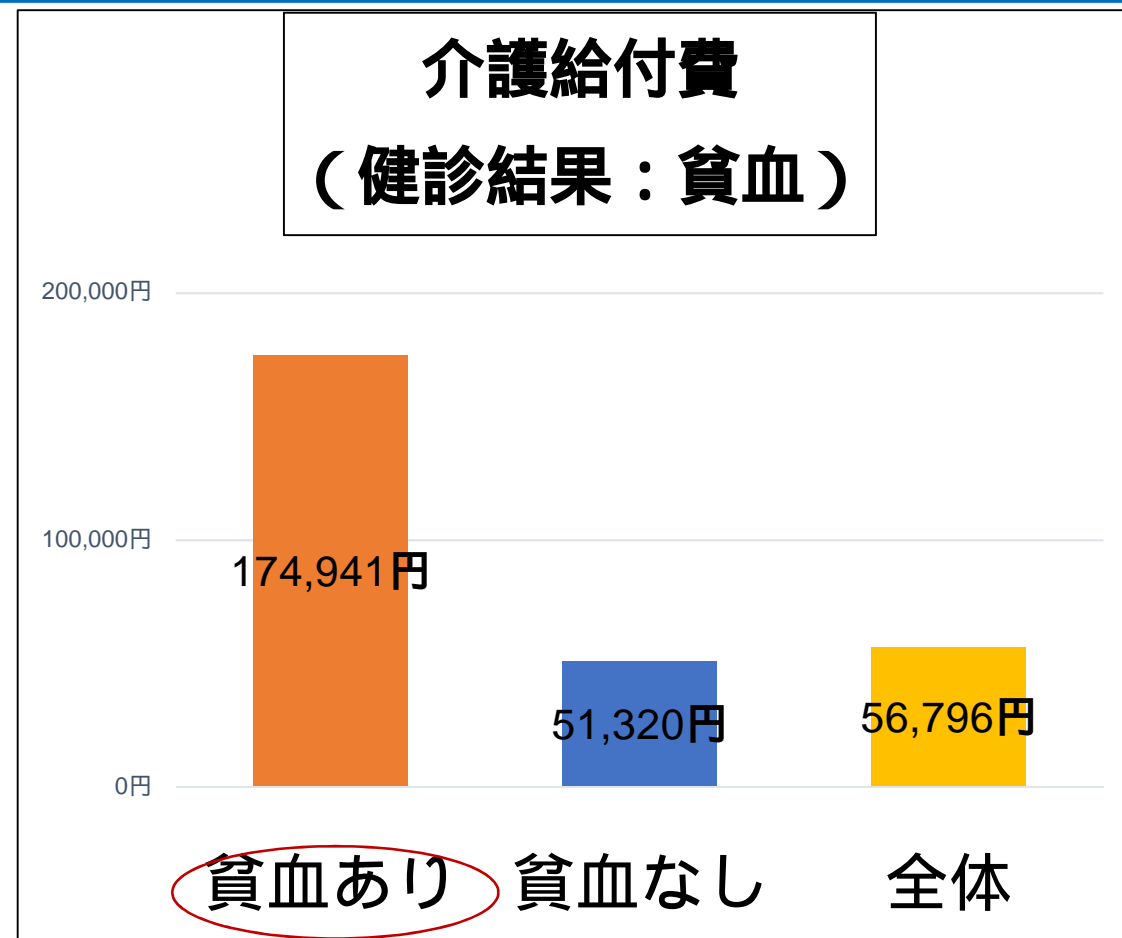 介護給付費
（健診結果：貧血）
200,000円
100,000円
0円
174,941円
51,320円
56,796円
貧血あり
貧血なし
全体